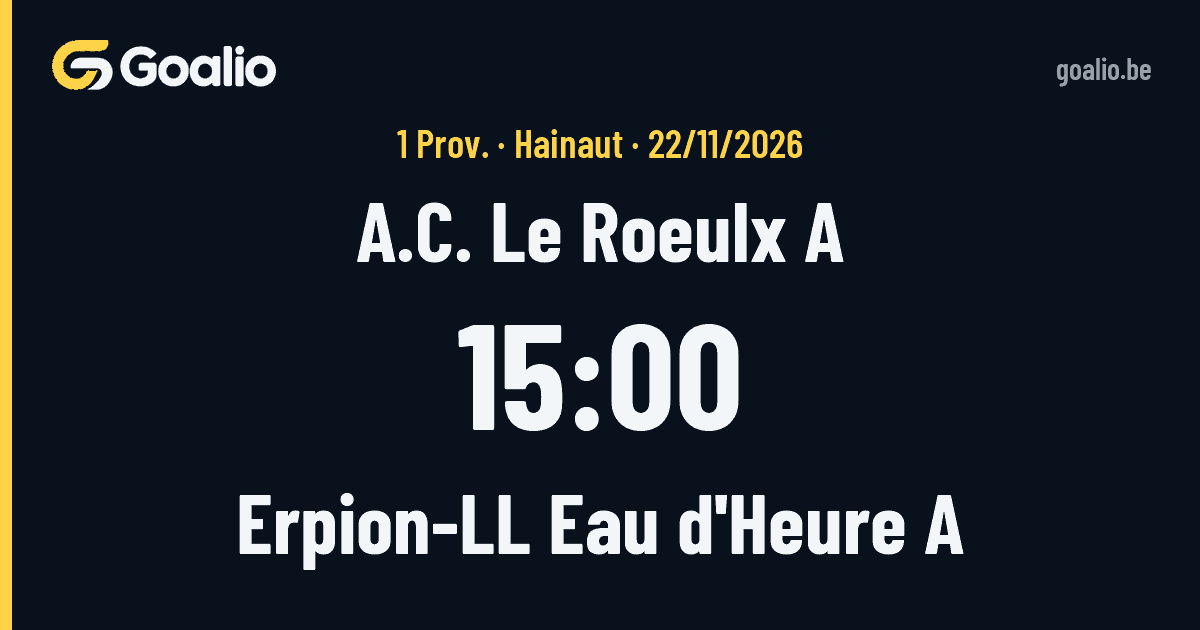 Goalio
goalio.be
1 Prov. · Hainaut · 22/11/2026
A.C. Le Roeulx A
15:00
Erpion-LL Eau d'Heure A